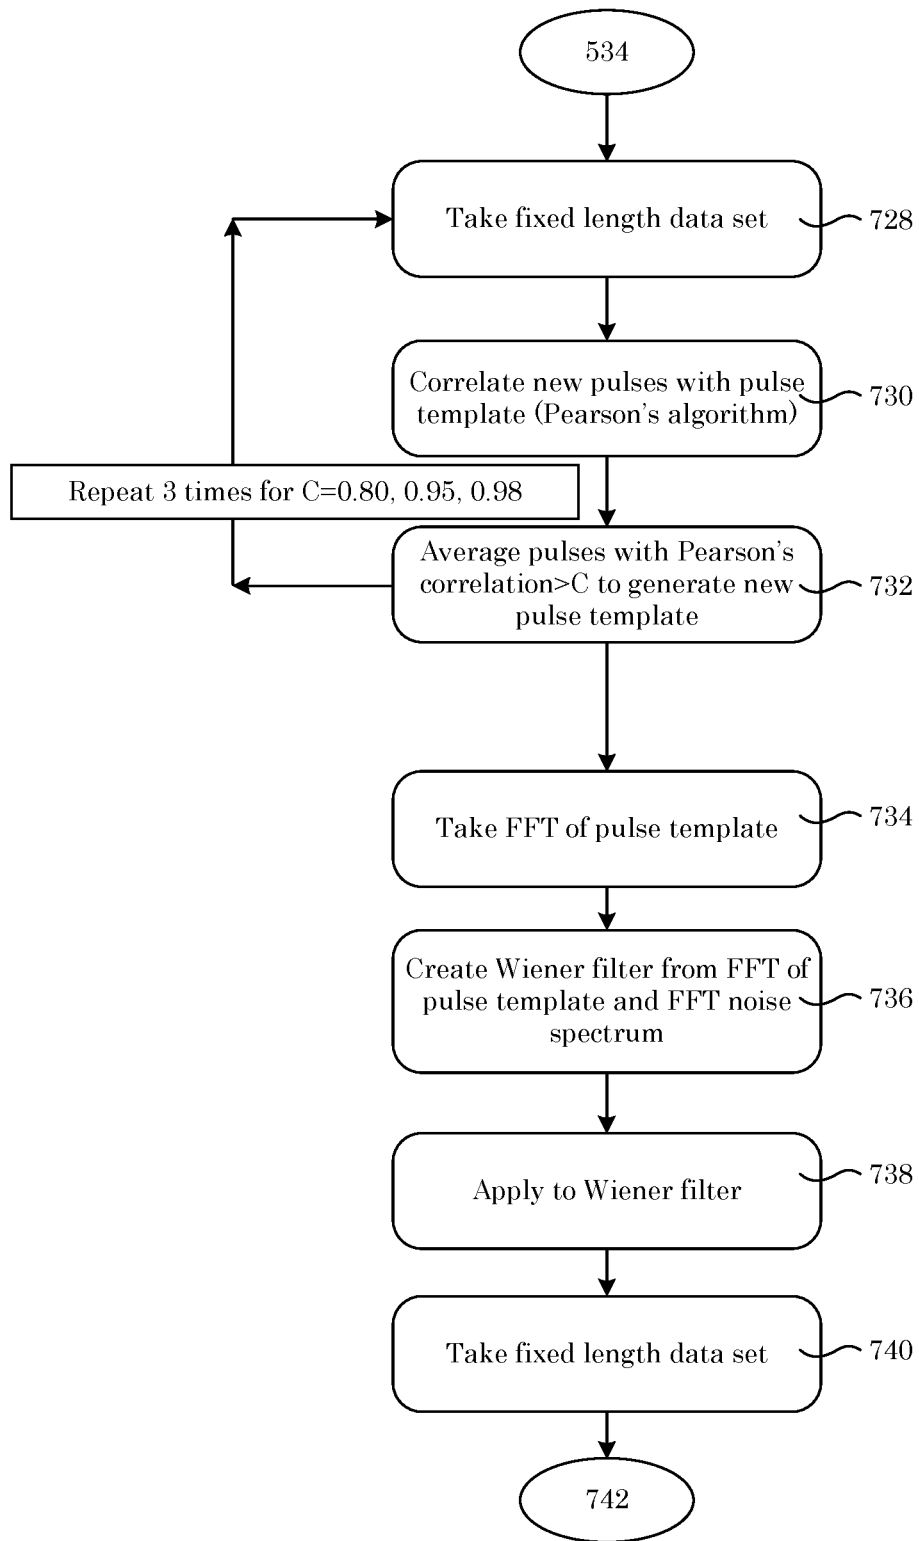 534
Take fixed length data set
728
Correlate new pulses with pulse
template (Pearson's algorithm)
730
Repeat 3 times for C=0.80, 0.95, 0.98
Average pulses with Pearson's
correlation>C to generate new
pulse template
732
Take FFT of pulse template
734
Create Wiener filter from FFT of
pulse template and FFT noise
spectrum
736
Apply to Wiener filter
738
Take fixed length data set
740
742